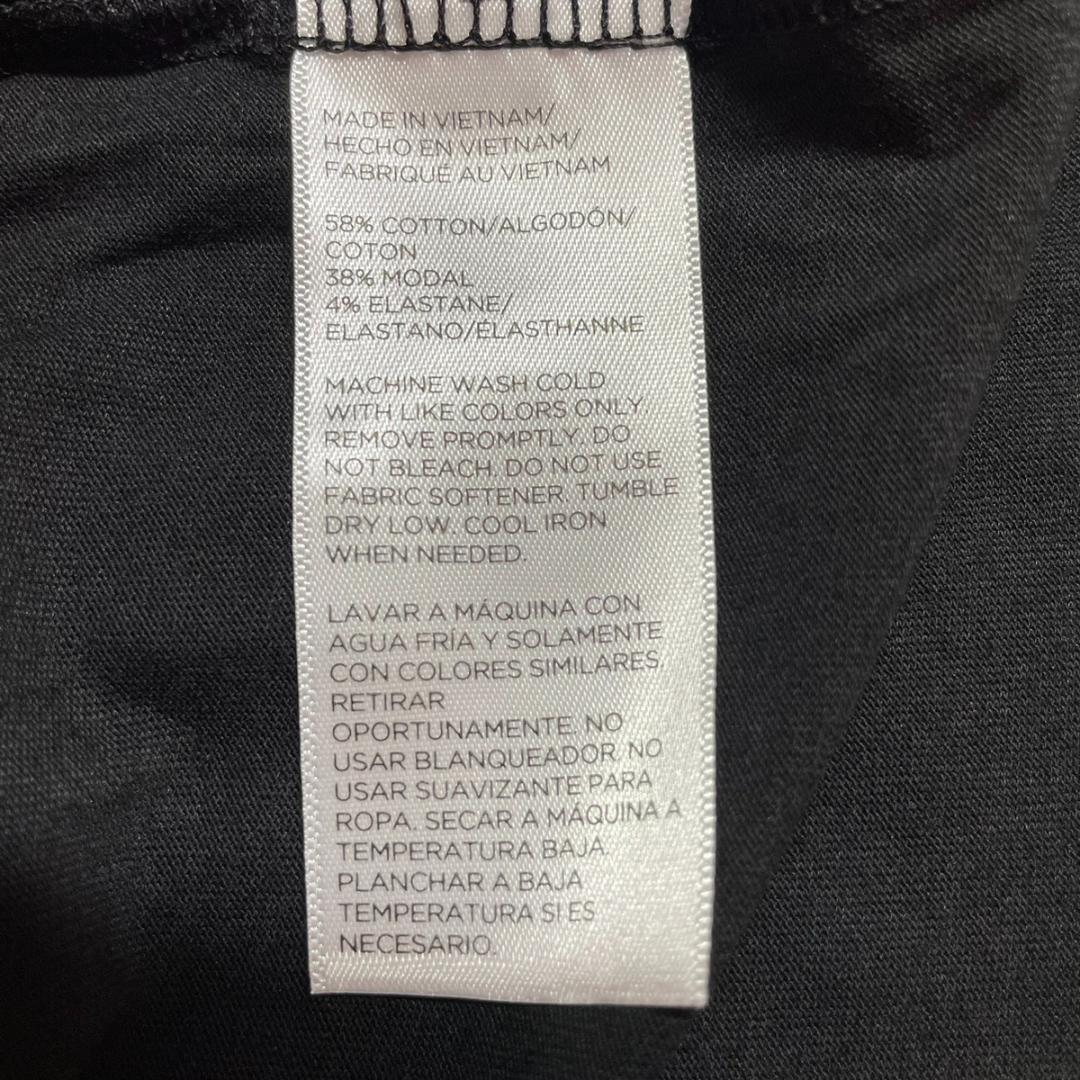 MADE IN VIETNAM/
HECHO EN VIETNAM/
FABRIQUÉ AU VIETNAM
58% COTTON/ALGODÓN/
COTON
38% MODAL
4% ELASTANE/
ELASTANO/ÉLASTHANNE
MACHINE WASH COLD
WITH LIKE COLORS ONLY.
REMOVE PROMPTLY. DO
NOT BLEACH. DO NOT USE
FABRIC SOFTENER. TUMBLE
DRY LOW. COOL IRON
WHEN NEEDED.
LAVAR A MÁQUINA CON
AGUA FRÍA Y SOLAMENTE
CON COLORES SIMILARES.
RETIRAR
OPORTUNAMENTE. NO
USAR BLANQUEADOR. NO
USAR SUAVIZANTE PARA
ROPA. SECAR A MÁQUINA A
TEMPERATURA BAJA.
PLANCHAR A BAJA
TEMPERATURA SI ES
NECESARIO.